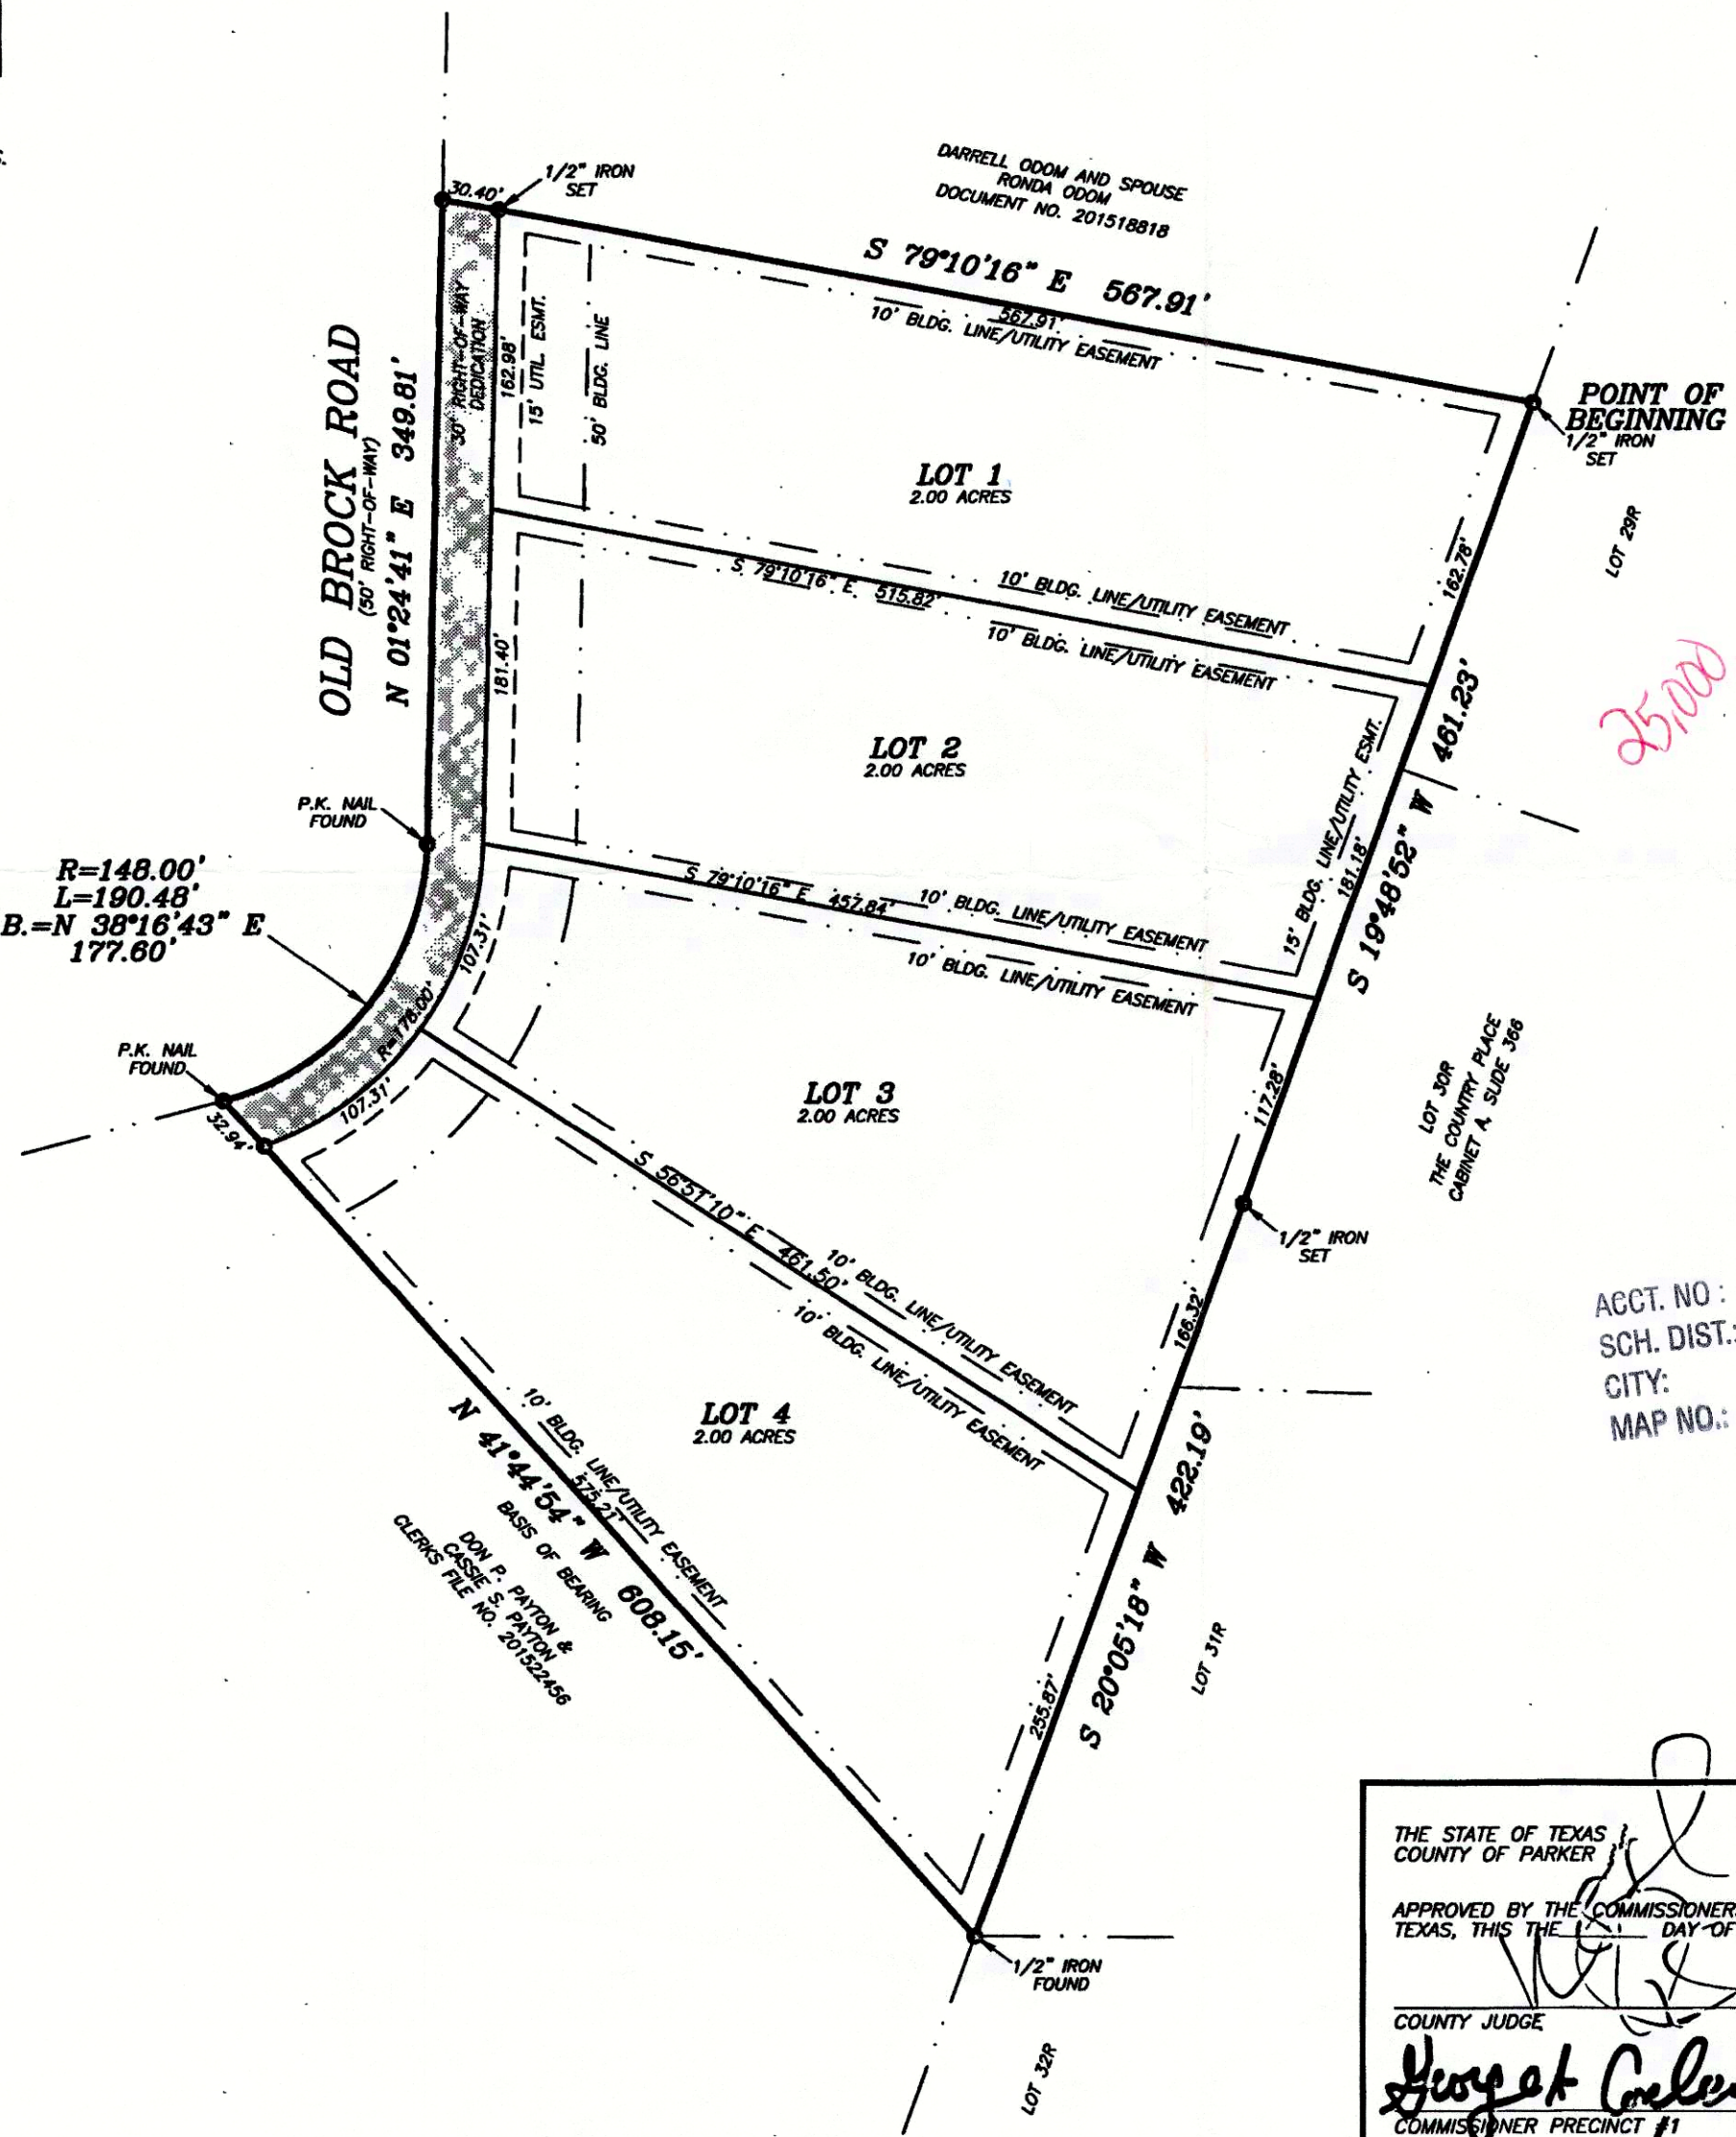 30.40'
1/2" IRON
SET
DARRELL ODOM AND SPOUSE
RONDA ODOM
DOCUMENT NO. 201518818
S 79°10'16" E 567.91'
567.91'
10' BLDG. LINE/UTILITY EASEMENT
POINT OF
BEGINNING
1/2" IRON
SET
OLD BROCK ROAD
(50' RIGHT-OF-WAY)
N 01°24'41" E 349.81'
30' RIGHT-OF-WAY
DEDICATION
162.98'
15' UTIL. ESMT.
50' BLDG. LINE
LOT 1
2.00 ACRES
162.78'
LOT 29R
S 79°10'16" E 515.82'
10' BLDG. LINE/UTILITY EASEMENT
10' BLDG. LINE/UTILITY EASEMENT
181.40'
LOT 2
2.00 ACRES
15' BLDG. LINE/UTILITY ESMT.
181.18'
S 19°48'52" W 461.23'
25,000
P.K. NAIL
FOUND
R=148.00'
L=190.48'
B.=N 38°16'43" E
177.60'
S 79°10'16" E 457.84'
10' BLDG. LINE/UTILITY EASEMENT
10' BLDG. LINE/UTILITY EASEMENT
107.31'
R=178.00'
107.31'
P.K. NAIL
FOUND
32.94'
LOT 3
2.00 ACRES
117.28'
LOT 30R
THE COUNTRY PLACE
CABINET A, SLIDE 366
1/2" IRON
SET
S 56°51'10" E 461.50'
10' BLDG. LINE/UTILITY EASEMENT
10' BLDG. LINE/UTILITY EASEMENT
166.32'
ACCT. NO :
SCH. DIST.:
CITY:
MAP NO.:
LOT 4
2.00 ACRES
10' BLDG. LINE/UTILITY EASEMENT
575.21'
N 41°44'54" W 608.15'
BASIS OF BEARING
DON P. PAYTON &
CASSIE S. PAYTON
CLERKS FILE NO. 201522456
S 20°05'18" W 422.19'
255.87'
LOT 31R
1/2" IRON
FOUND
LOT 32R
THE STATE OF TEXAS }
COUNTY OF PARKER }
APPROVED BY THE COMMISSIONER
TEXAS, THIS THE DAY OF
COUNTY JUDGE
COMMISSIONER PRECINCT #1